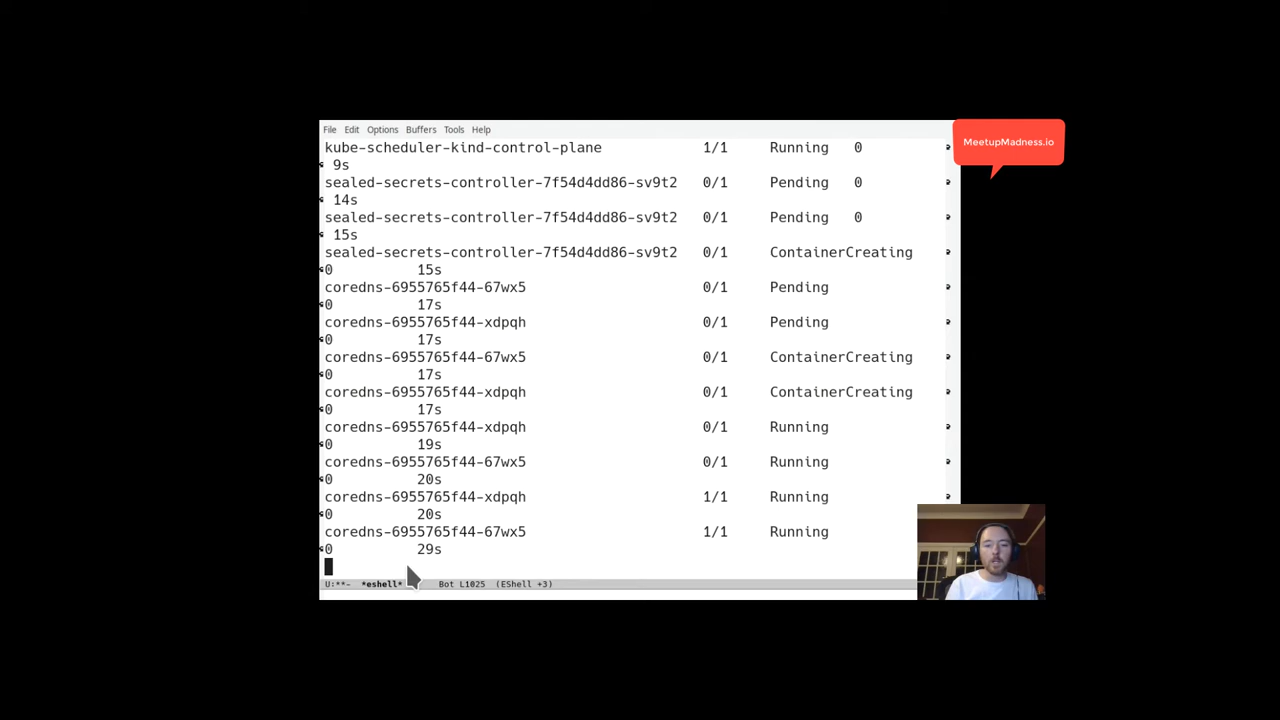 File Edit Options Buffers Tools Help
MeetupMadness.io
kube-scheduler-kind-control-plane 1/1 Running 0
9s
sealed-secrets-controller-7f54d4dd86-sv9t2 0/1 Pending 0
14s
sealed-secrets-controller-7f54d4dd86-sv9t2 0/1 Pending 0
15s
sealed-secrets-controller-7f54d4dd86-sv9t2 0/1 ContainerCreating
0 15s
coredns-6955765f44-67wx5 0/1 Pending
0 17s
coredns-6955765f44-xdpqh 0/1 Pending
0 17s
coredns-6955765f44-67wx5 0/1 ContainerCreating
0 17s
coredns-6955765f44-xdpqh 0/1 ContainerCreating
0 17s
coredns-6955765f44-xdpqh 0/1 Running
0 19s
coredns-6955765f44-67wx5 0/1 Running
0 20s
coredns-6955765f44-xdpqh 1/1 Running
0 20s
coredns-6955765f44-67wx5 1/1 Running
0 29s
U:**- *eshell* Bot L1025 (EShell +3)